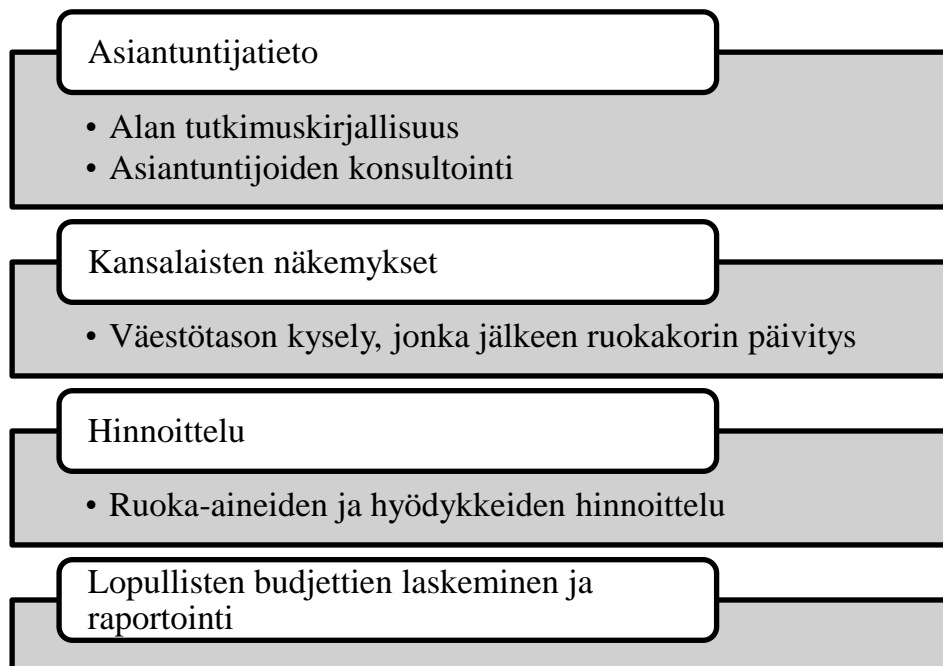 Asiantuntijatieto
• Alan tutkimuskirjallisuus
• Asiantuntijoiden konsultointi
Kansalaisten näkemykset
• Väestötason kysely, jonka jälkeen ruokakorin päivitys
Hinnoittelu
• Ruoka-aineiden ja hyödykkeiden hinnoittelu
Lopullisten budjettien laskeminen ja
raportointi